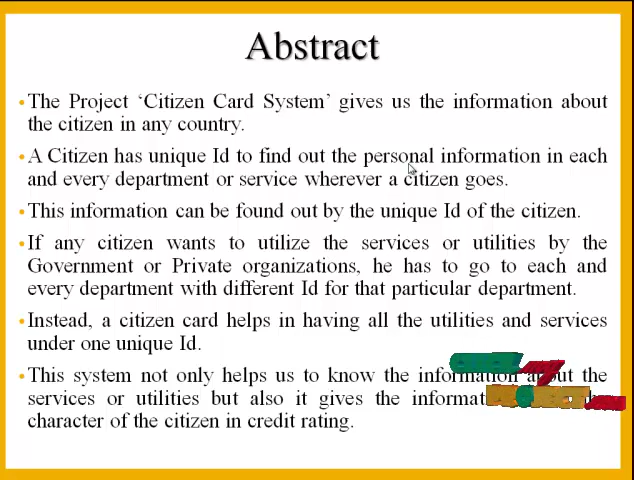 Abstract
• The Project ‘Citizen Card System’ gives us the information about
the citizen in any country.
• A Citizen has unique Id to find out the personal information in each
and every department or service wherever a citizen goes.
• This information can be found out by the unique Id of the citizen.
• If any citizen wants to utilize the services or utilities by the
Government or Private organizations, he has to go to each and
every department with different Id for that particular department.
• Instead, a citizen card helps in having all the utilities and services
under one unique Id.
• This system not only helps us to know the information about the
services or utilities but also it gives the
character of the citizen in credit rating.